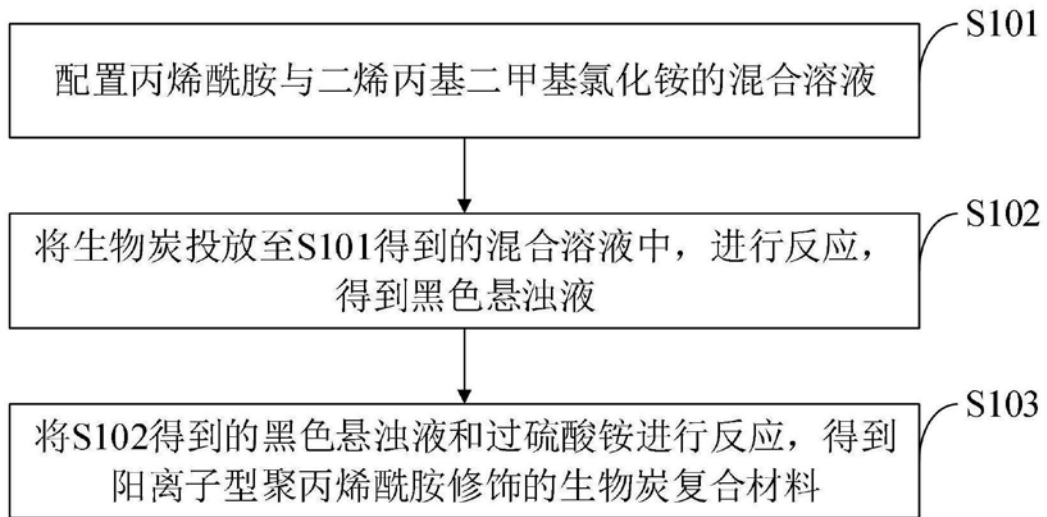 S101
配置丙烯酰胺与二烯丙基二甲基氯化铵的混合溶液
S102
将生物炭投放至S101得到的混合溶液中，进行反应，
得到黑色悬浊液
S103
将S102得到的黑色悬浊液和过硫酸铵进行反应，得到
阳离子型聚丙烯酰胺修饰的生物炭复合材料